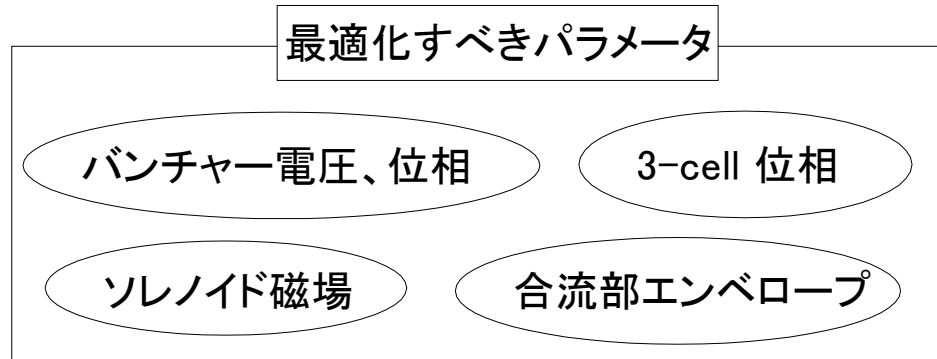 最適化すべきパラメータ
バンチャー電圧、位相
3-cell 位相
ソレノイド磁場
合流部エンベロープ